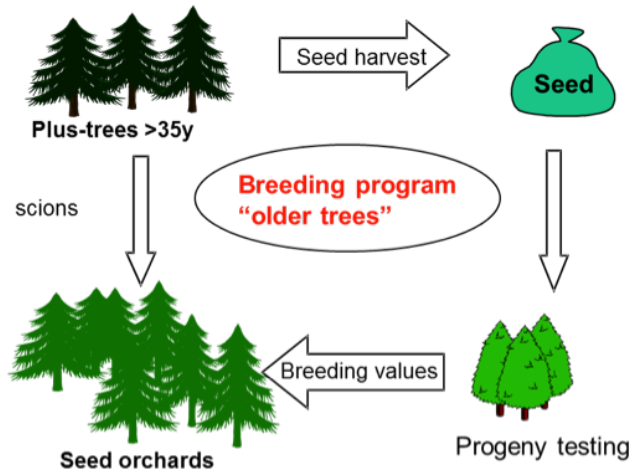 Seed harvest
Seed
Plus-trees >35y
Breeding program
“older trees”
scions
Breeding values
Seed orchards
Progeny testing